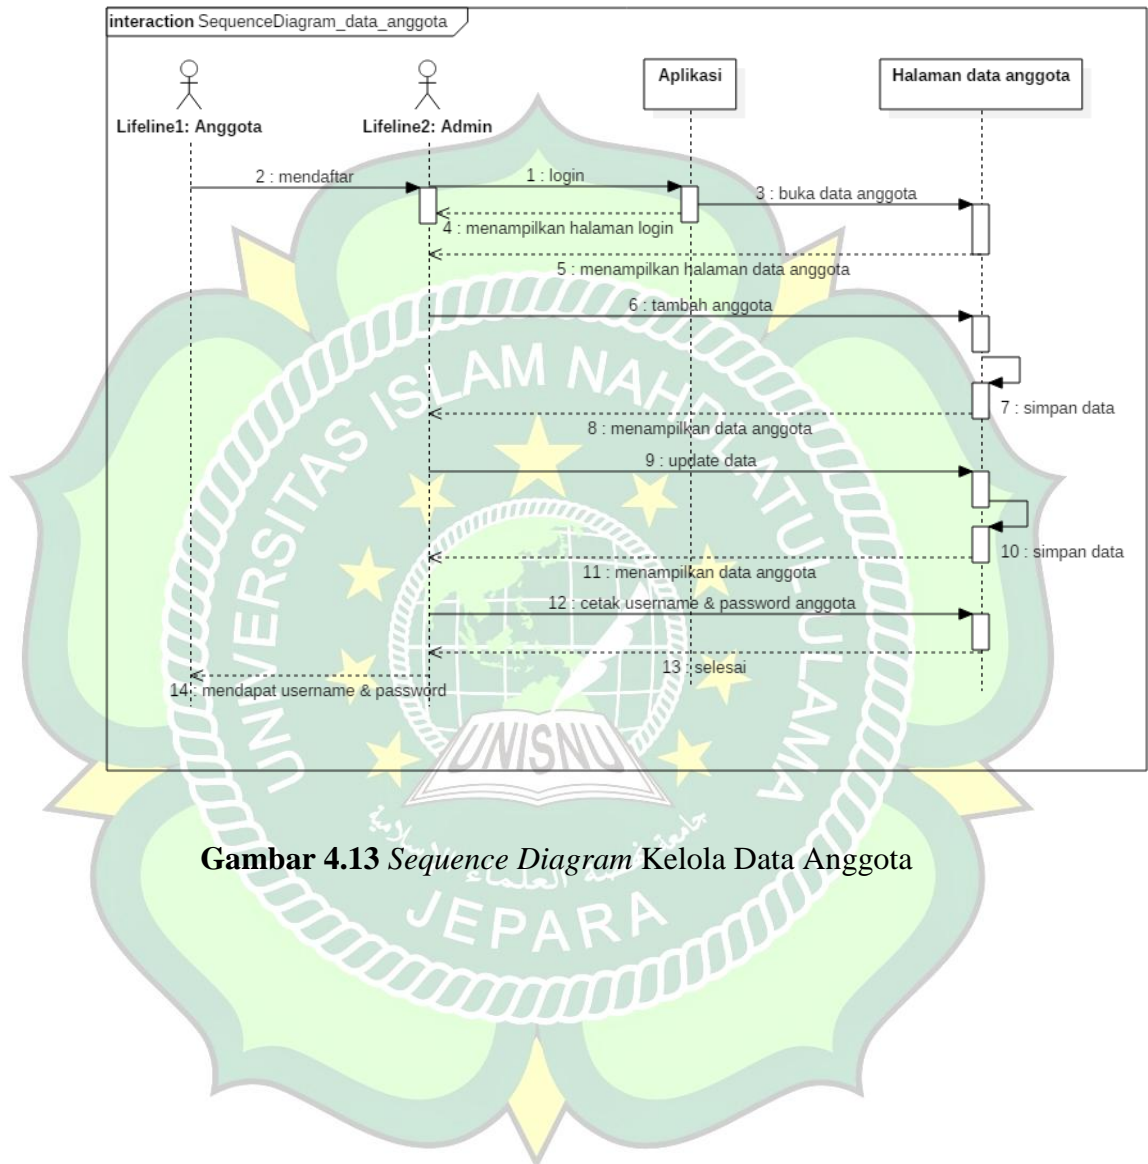 interaction SequenceDiagram_data_anggota
Aplikasi
Halaman data anggota
Lifeline1: Anggota
Lifeline2: Admin
2 : mendaftar
1 : login
3 : buka data anggota
4 : menampilkan halaman login
5 : menampilkan halaman data anggota
6 : tambah anggota
7 : simpan data
8 : menampilkan data anggota
9 : update data
10 : simpan data
11 : menampilkan data anggota
12 : cetak username & password anggota
13 : selesai
14 : mendapat username & password
UNIVERSITAS ISLAM NAHDLATUL ULAMA
UNISNU
Gambar 4.13 Sequence Diagram Kelola Data Anggota
JEPARA